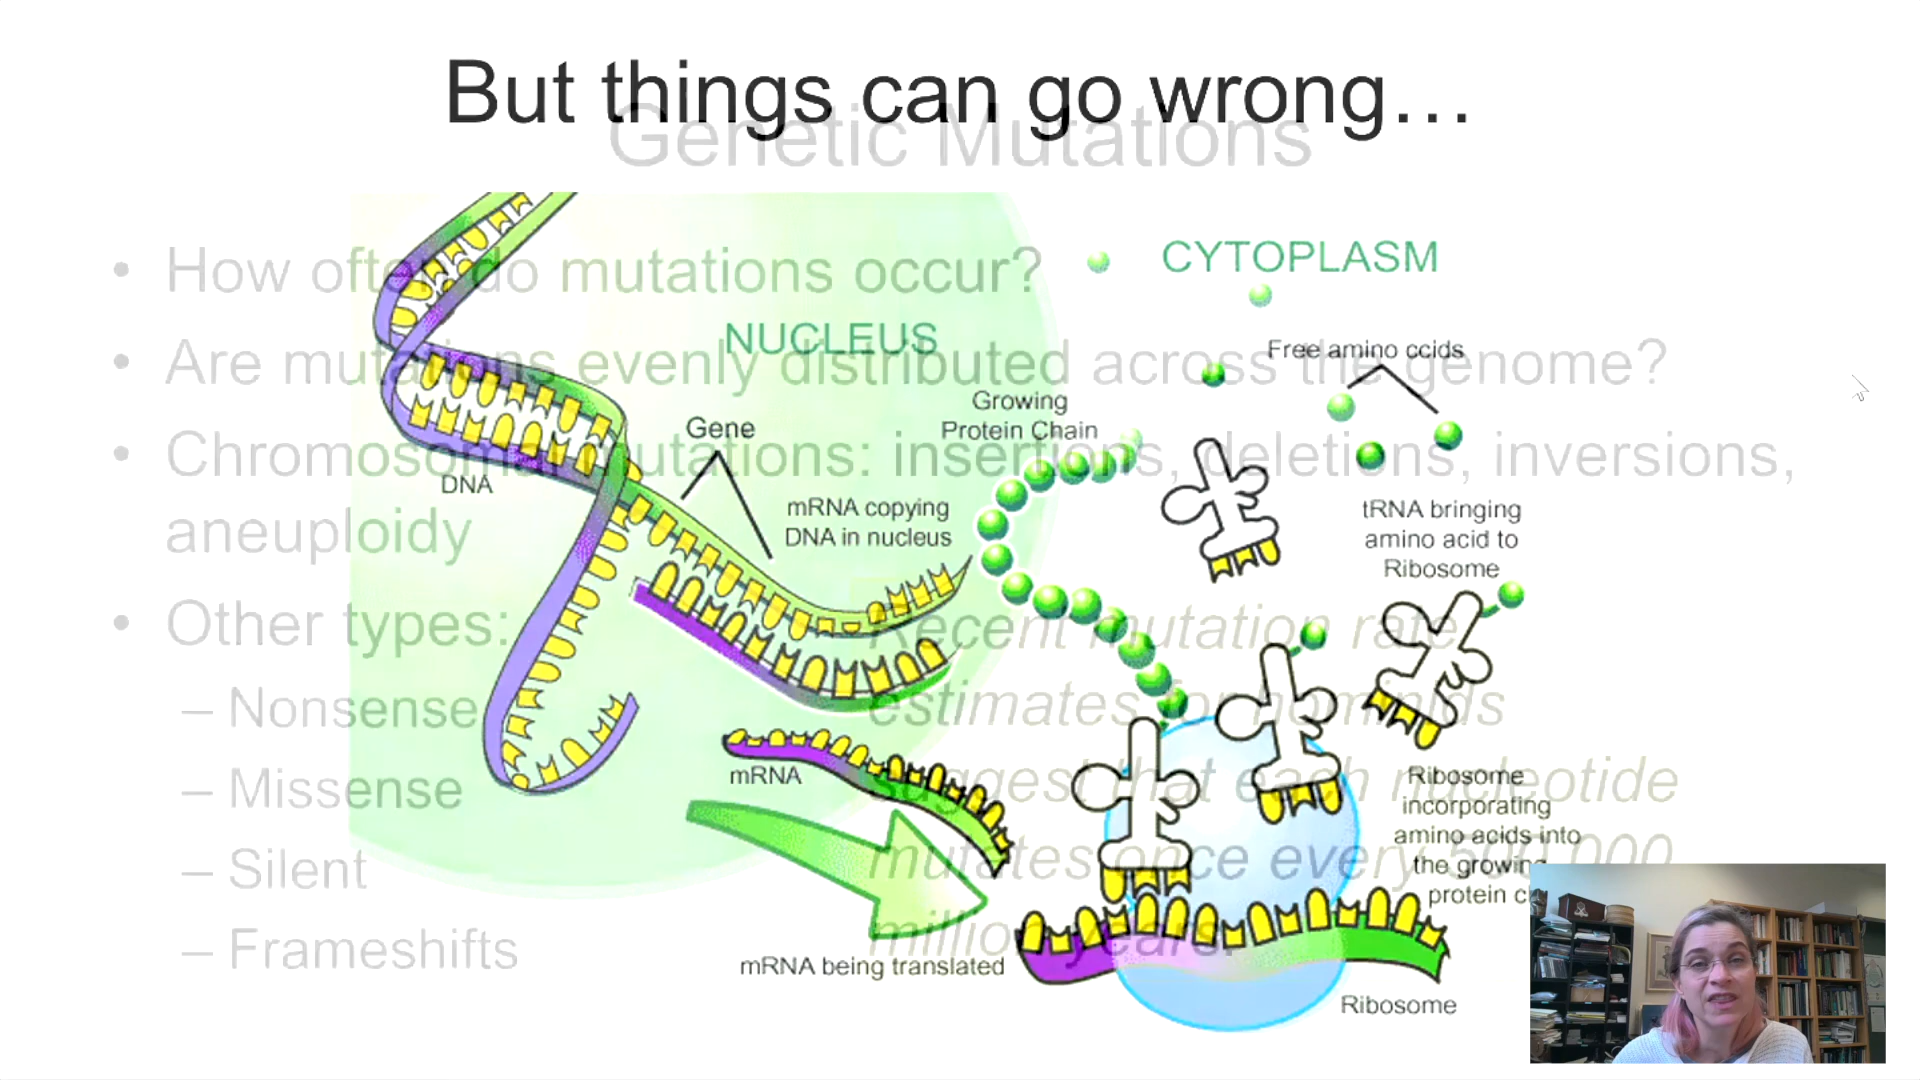 But things can go wrong…
Genetic Mutations
• How often do mutations occur?
• Are mutations evenly distributed across the genome?
• Chromosomal mutations: insertions, deletions, inversions,
aneuploidy
• Other types:
– Nonsense
– Missense
– Silent
– Frameshifts
Recent mutation rate
estimates for hominids
suggest that each nucleotide
mutates once every
million years.
CYTOPLASM
NUCLEUS
Free amino ccids
Growing
Protein Chain
Gene
DNA
mRNA copying
DNA in nucleus
tRNA bringing
amino acid to
Ribosome
mRNA
Ribosome
incorporating
amino acids into
the growing
protein
mRNA being translated
Ribosome